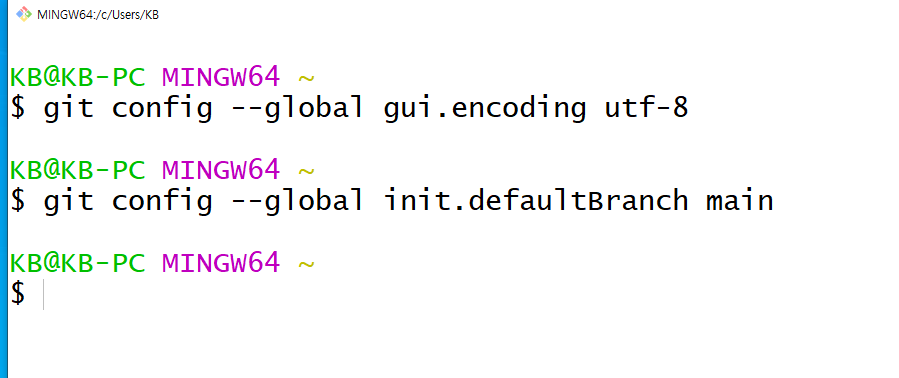 MINGW64:/c/Users/KB
KB@KB-PC MINGW64 ~
$ git config --global gui.encoding utf-8
KB@KB-PC MINGW64 ~
$ git config --global init.defaultBranch main
KB@KB-PC MINGW64 ~
$